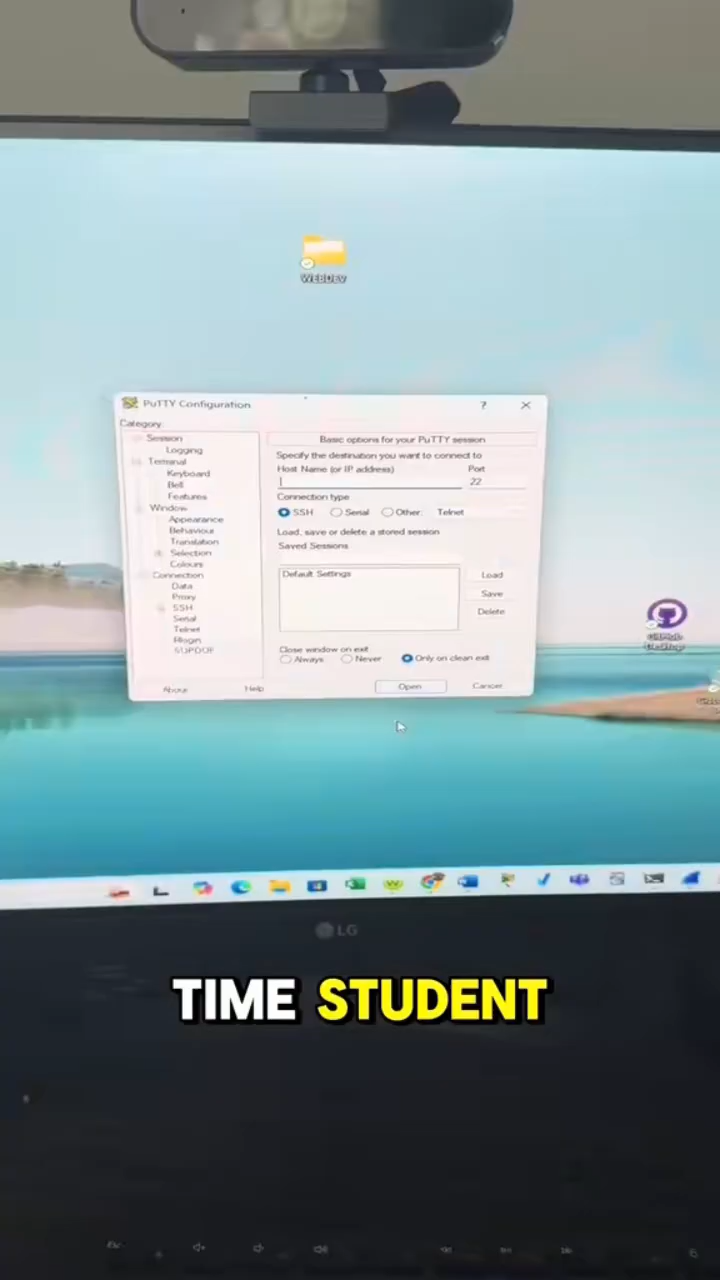 WEBDEV
PuTTY Configuration
?
Category:
Session
Logging
Terminal
Keyboard
Bell
Features
Window
Appearance
Behaviour
Translation
Selection
Colours
Connection
Data
Proxy
SSH
Serial
Telnet
Rlogin
SUPDUP
Basic options for your PuTTY session
Specify the destination you want to connect to
Host Name (or IP address) Port
22
Connection type
SSH Serial Other: Telnet
Load, save or delete a stored session
Saved Sessions
Default Settings
Load
Save
Delete
Close window on exit
Always Never Only on clean exit
About Help Open Cancel
GitHub
Desktop
LG
TIME STUDENT
Esc